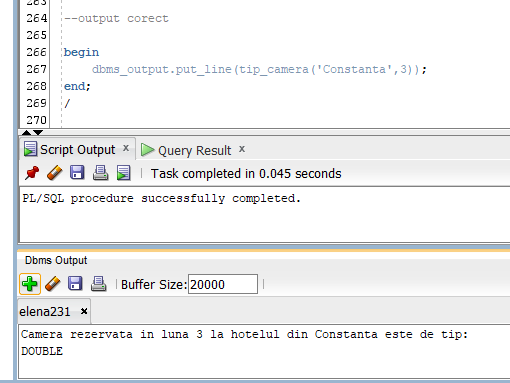 263
264 --output corect
265
266 begin
267 dbms_output.put_line(tip_camera('Constanta',3));
268 end;
269 /
270
Script Output x Query Result x
Task completed in 0.045 seconds
PL/SQL procedure successfully completed.
Dbms Output
Buffer Size: 20000
elena231 x
Camera rezervata in luna 3 la hotelul din Constanta este de tip:
DOUBLE